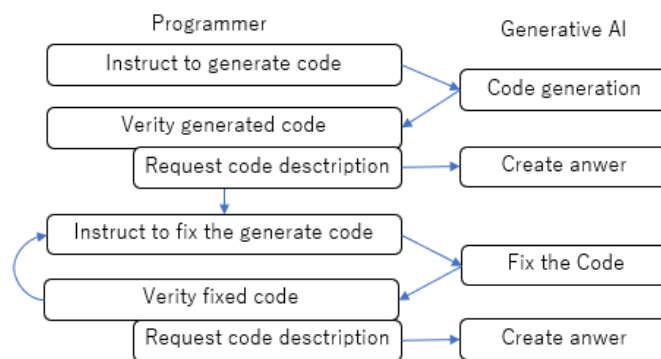 Programmer
Generative AI
Instruct to generate code
Code generation
Verity generated code
Request code desctription
Create anwer
Instruct to fix the generate code
Fix the Code
Verity fixed code
Request code desctription
Create anwer